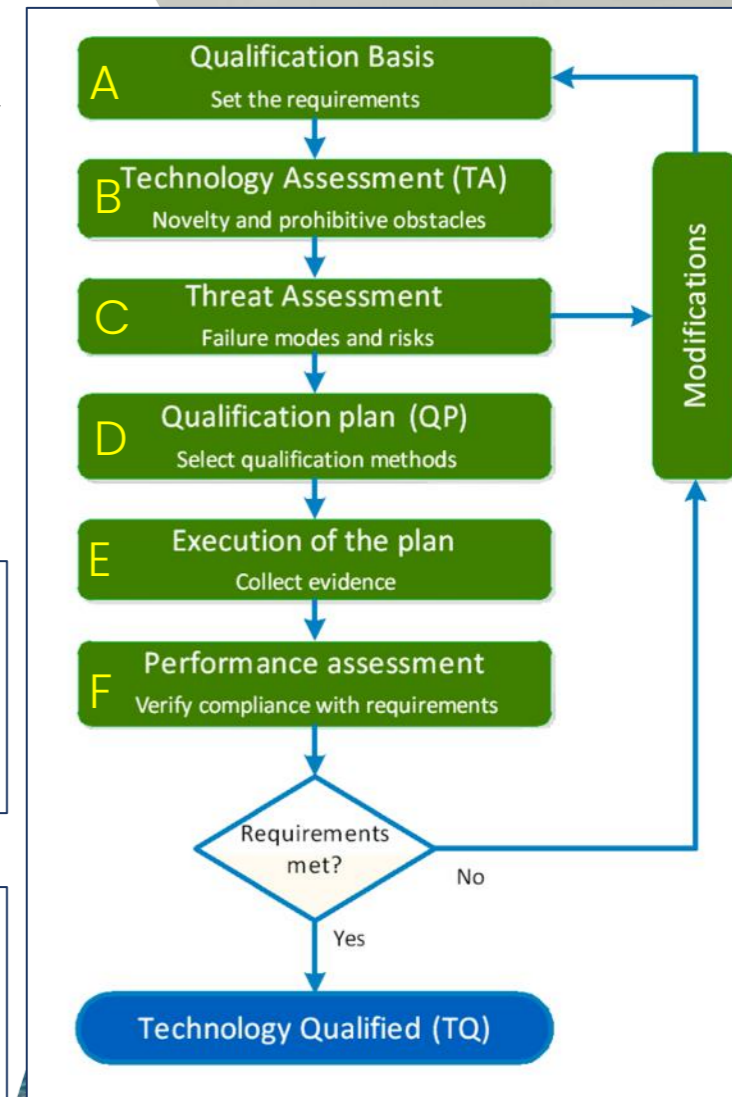 A
Qualification Basis
Set the requirements
B
Technology Assessment (TA)
Novelty and prohibitive obstacles
C
Threat Assessment
Failure modes and risks
D
Qualification plan (QP)
Select qualification methods
E
Execution of the plan
Collect evidence
F
Performance assessment
Verify compliance with requirements
Modifications
Requirements
met?
No
Yes
Technology Qualified (TQ)